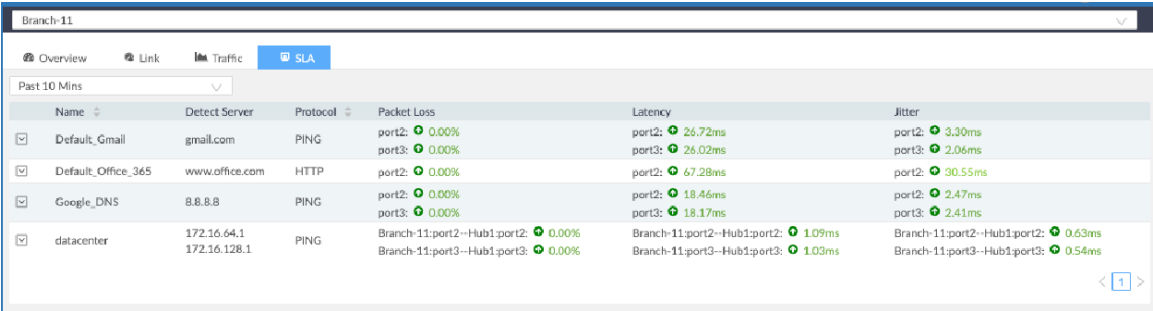 Branch-11
Overview Link Traffic SLA
Past 10 Mins
Name Detect Server Protocol Packet Loss Latency Jitter
Default_Gmail gmail.com PING port2: 0.00% port2: 26.72ms port2: 3.30ms
port3: 0.00% port3: 26.02ms port3: 2.06ms
Default_Office_365 www.office.com HTTP port2: 0.00% port2: 67.28ms port2: 30.55ms
Google_DNS 8.8.8.8 PING port2: 0.00% port2: 18.46ms port2: 2.47ms
port3: 0.00% port3: 18.17ms port3: 2.41ms
datacenter 172.16.64.1 PING Branch-11:port2--Hub1:port2: 0.00% Branch-11:port2--Hub1:port2: 1.09ms Branch-11:port2--Hub1:port2: 0.63ms
172.16.128.1 Branch-11:port3--Hub1:port3: 0.00% Branch-11:port3--Hub1:port3: 1.03ms Branch-11:port3--Hub1:port3: 0.54ms
< 1 >